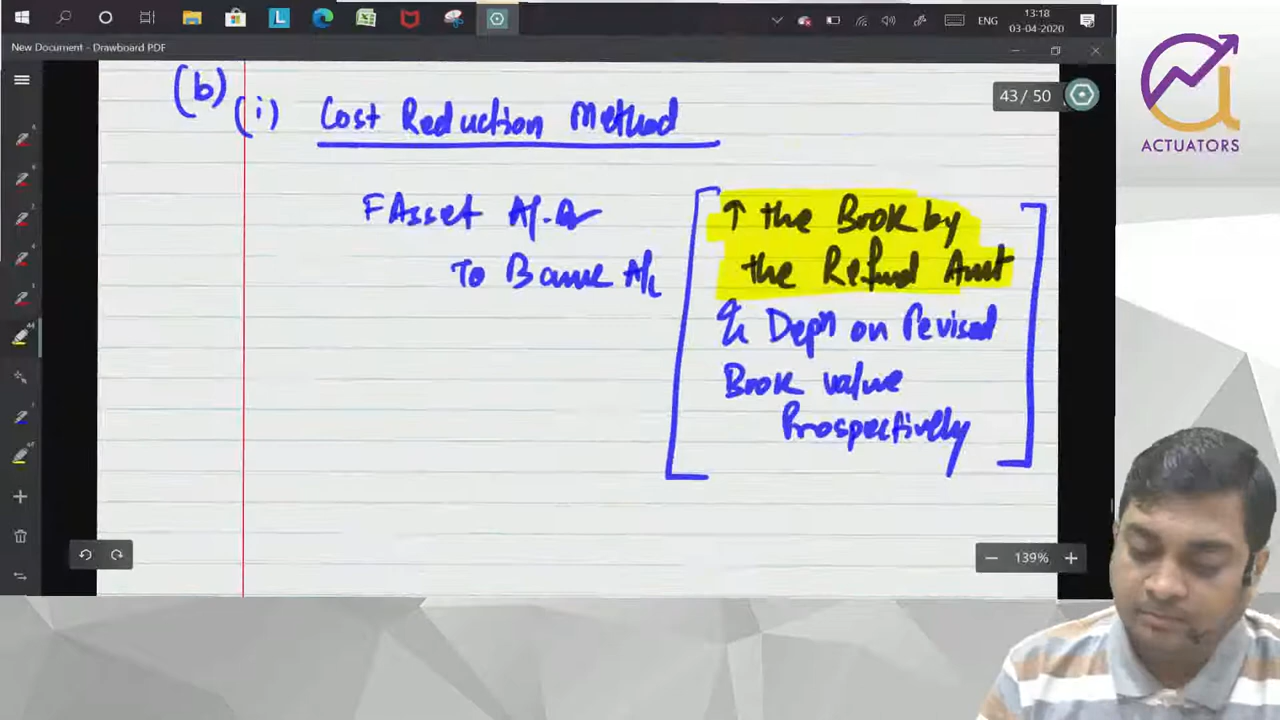 13:18
ENG
03-04-2020
New Document - Drawboard PDF
43 / 50
ACTUATORS
(b) (i) Cost Reduction Method
F Asset A/c Dr
To Bank A/c
↑ the Book by
the Refund Amt
& Depn on revised
Book value
Prospectively
139%